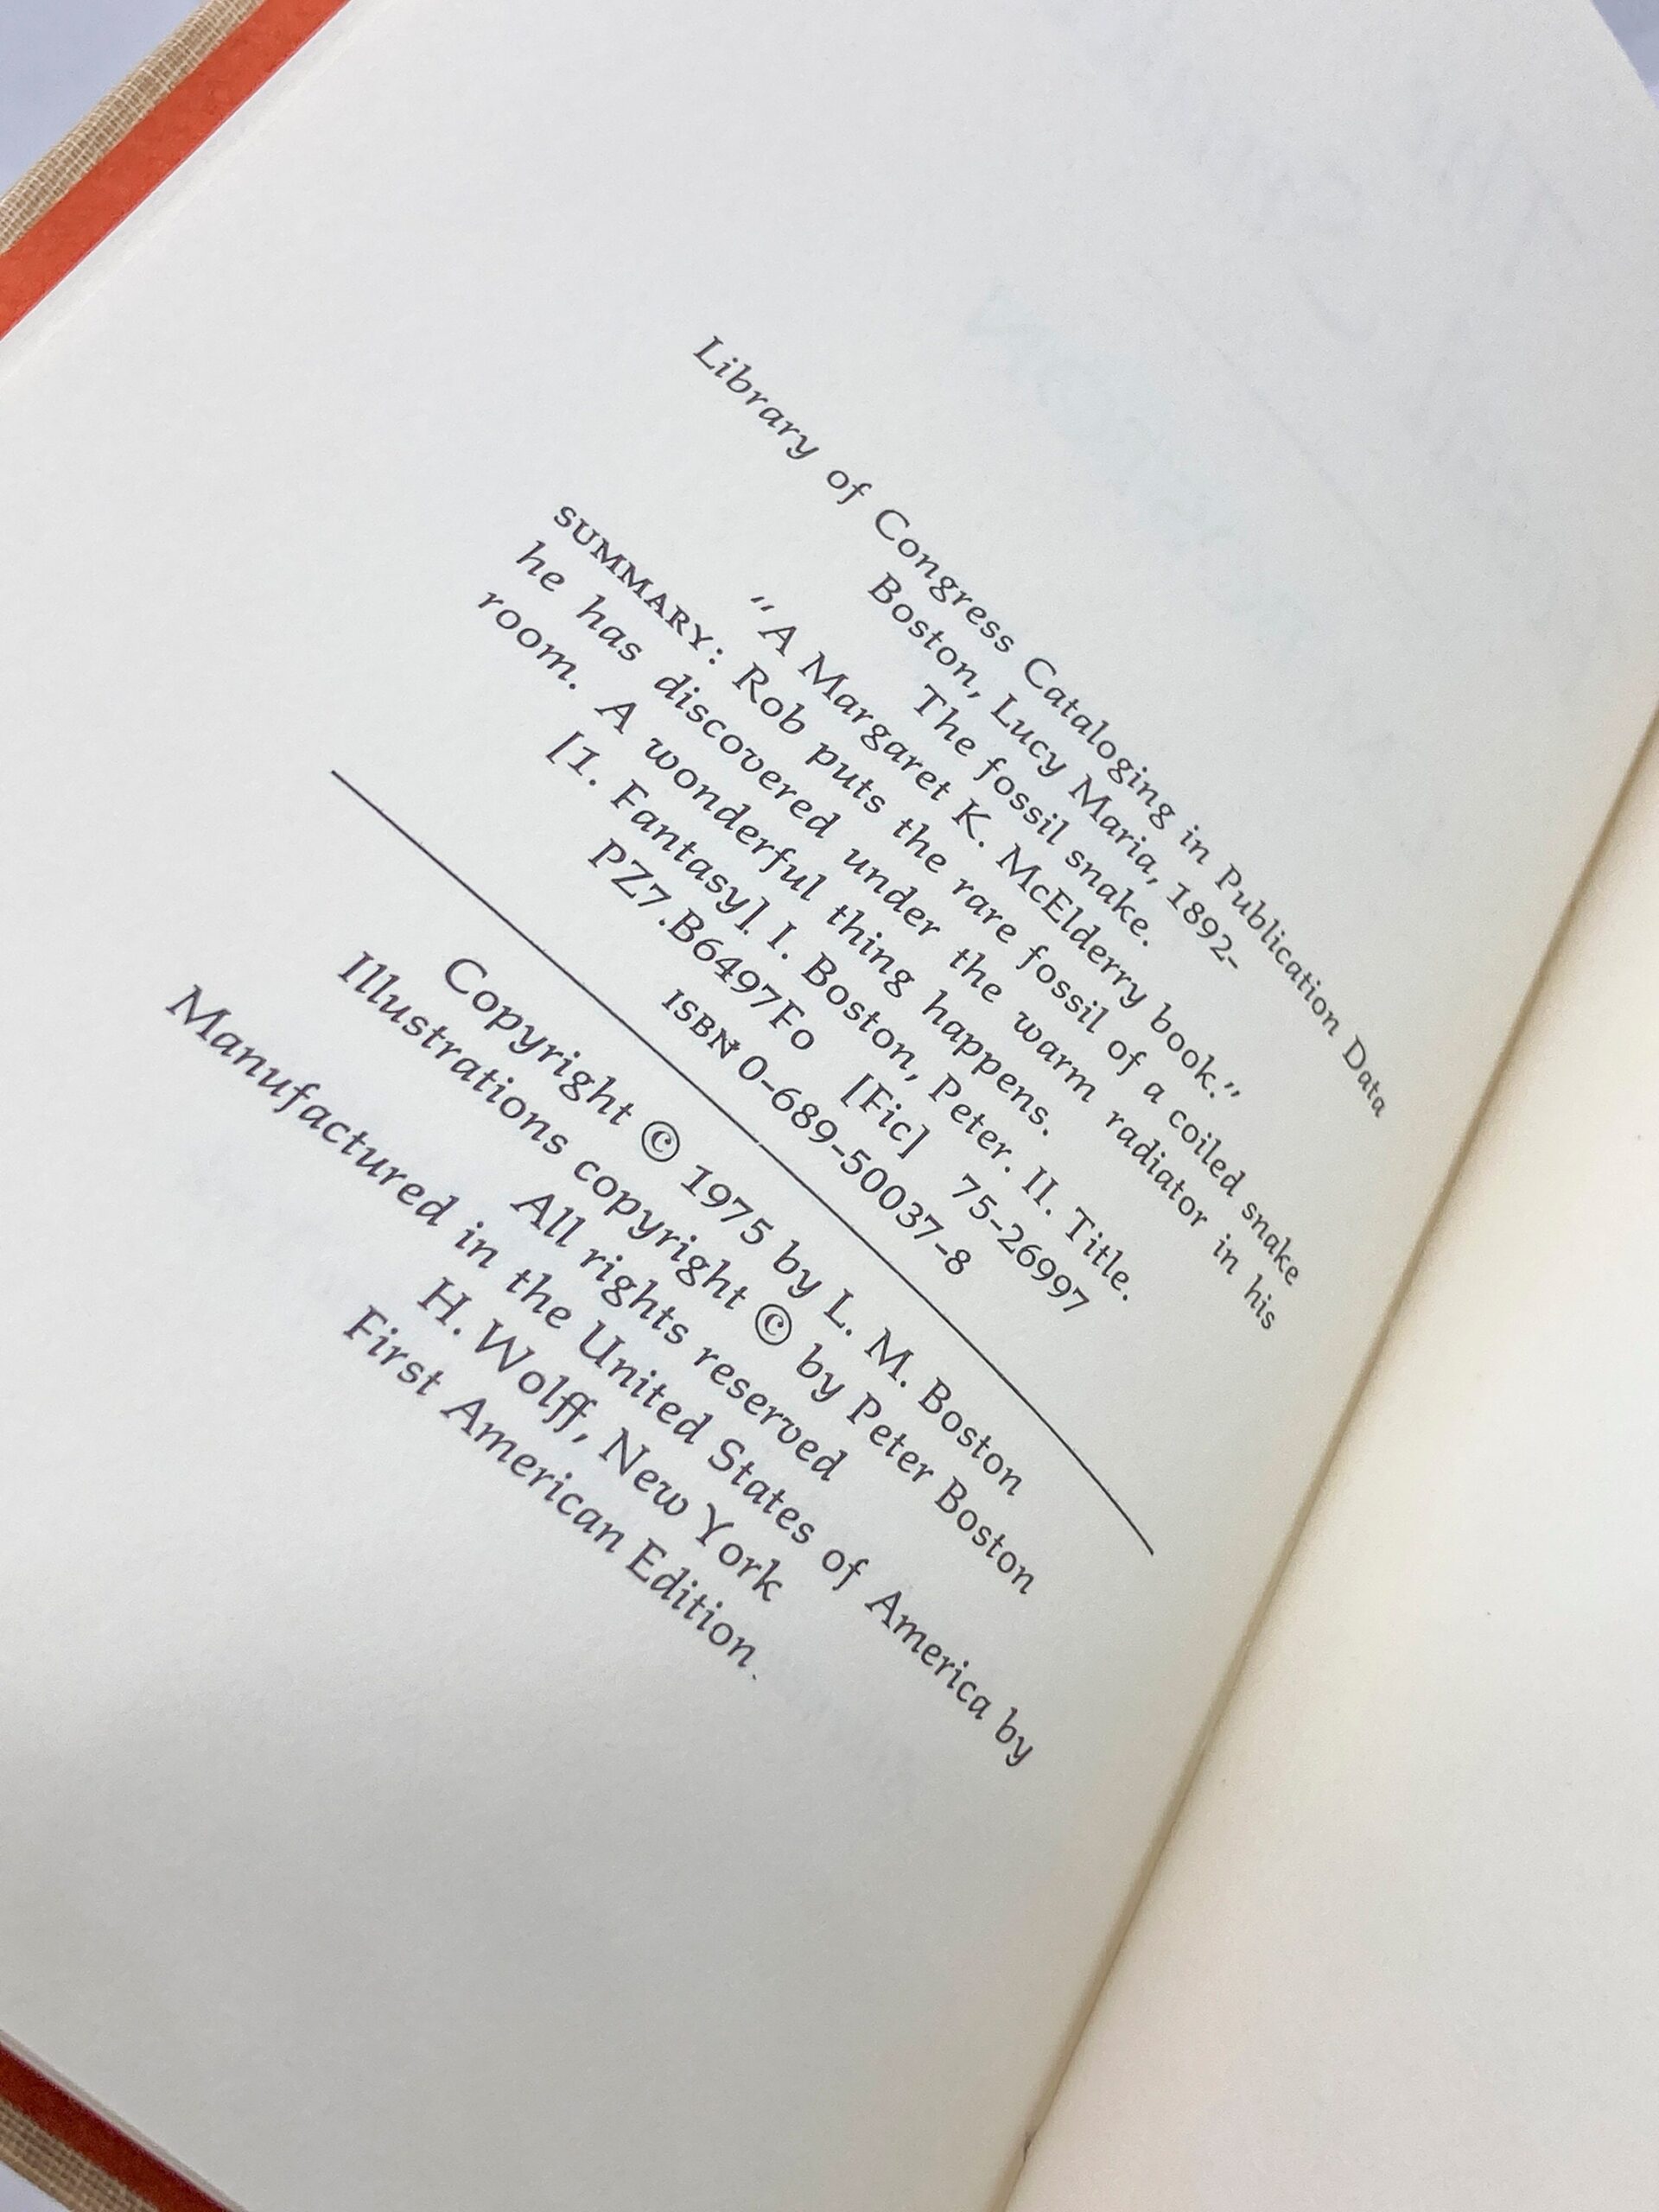 Library of Congress Cataloging in Publication Data
Boston, Lucy Maria, 1892-
The fossil snake.
"A Margaret K. McElderry book."
SUMMARY: Rob puts the rare fossil of a coiled snake
he has discovered under the warm radiator in his
room. A wonderful thing happens.
[1. Fantasy]. I. Boston, Peter. II. Title.
PZ7.B6497Fo [Fic] 75-26997
ISBN 0-689-50037-8
Copyright © 1975 by L. M. Boston
Illustrations copyright © by Peter Boston
All rights reserved
Manufactured in the United States of America by
H. Wolff, New York
First American Edition